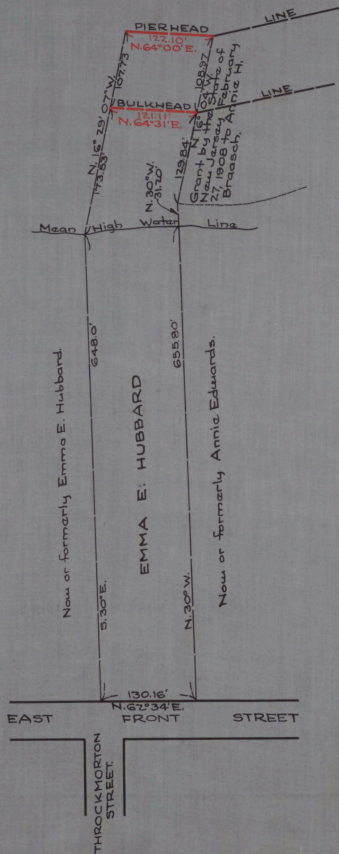 PIERHEAD LINE
122.10'
N.64°00'E.
N. 16° 29' 07" W.
107.73'
173.83'
108.97'
BULKHEAD LINE
121.11'
N.64°31'E.
129.84'
N. 30° W.
31.20'
Grant by the State of
New Jersey February
27, 1908 to Annie H.
Braasch.
Mean High Water Line
Now or formerly Emma E. Hubbard.
648.0'
S.30°E.
EMMA E. HUBBARD
655.80'
N.30°W.
Now or formerly Annie Edwards.
130.16'
N.62°34'E.
EAST FRONT STREET
THROCKMORTON
STREET.